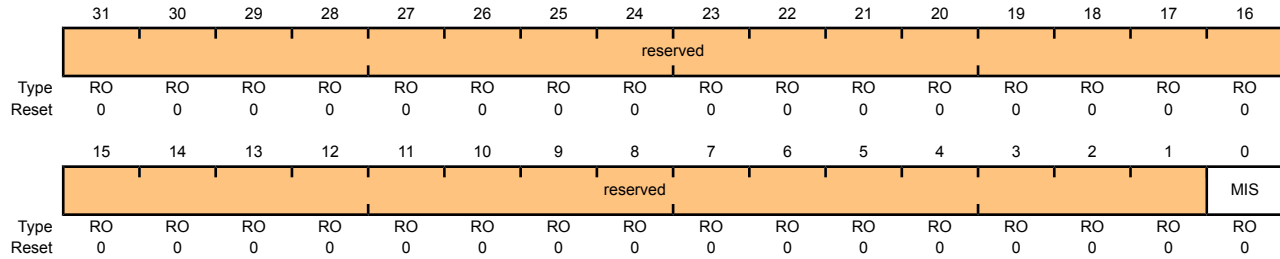 31 30 29 28 27 26 25 24 23 22 21 20 19 18 17 16
reserved
Type RO RO RO RO RO RO RO RO RO RO RO RO RO RO RO RO
Reset 0 0 0 0 0 0 0 0 0 0 0 0 0 0 0 0
15 14 13 12 11 10 9 8 7 6 5 4 3 2 1 0
reserved MIS
Type RO RO RO RO RO RO RO RO RO RO RO RO RO RO RO RO
Reset 0 0 0 0 0 0 0 0 0 0 0 0 0 0 0 0